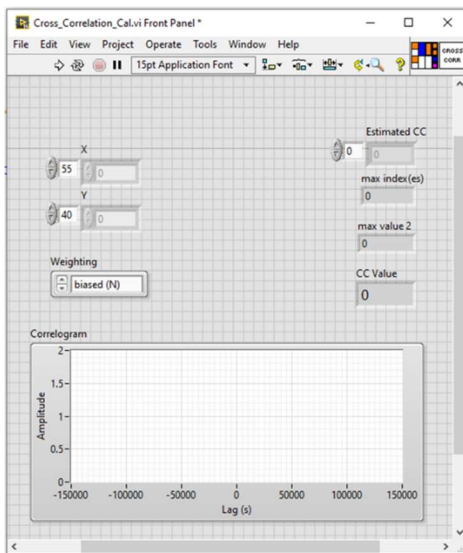 Cross_Correlation_Cal.vi Front Panel *
File Edit View Project Operate Tools Window Help
15pt Application Font
CROSS
CORR
Estimated CC
0 0
X
55 0
max index(es)
0
Y
40 0
max value 2
0
Weighting
biased (N)
CC Value
0
Correlogram
Amplitude
2
1.5
1
0.5
0
-150000 -100000 -50000 0 50000 100000 150000
Lag (s)